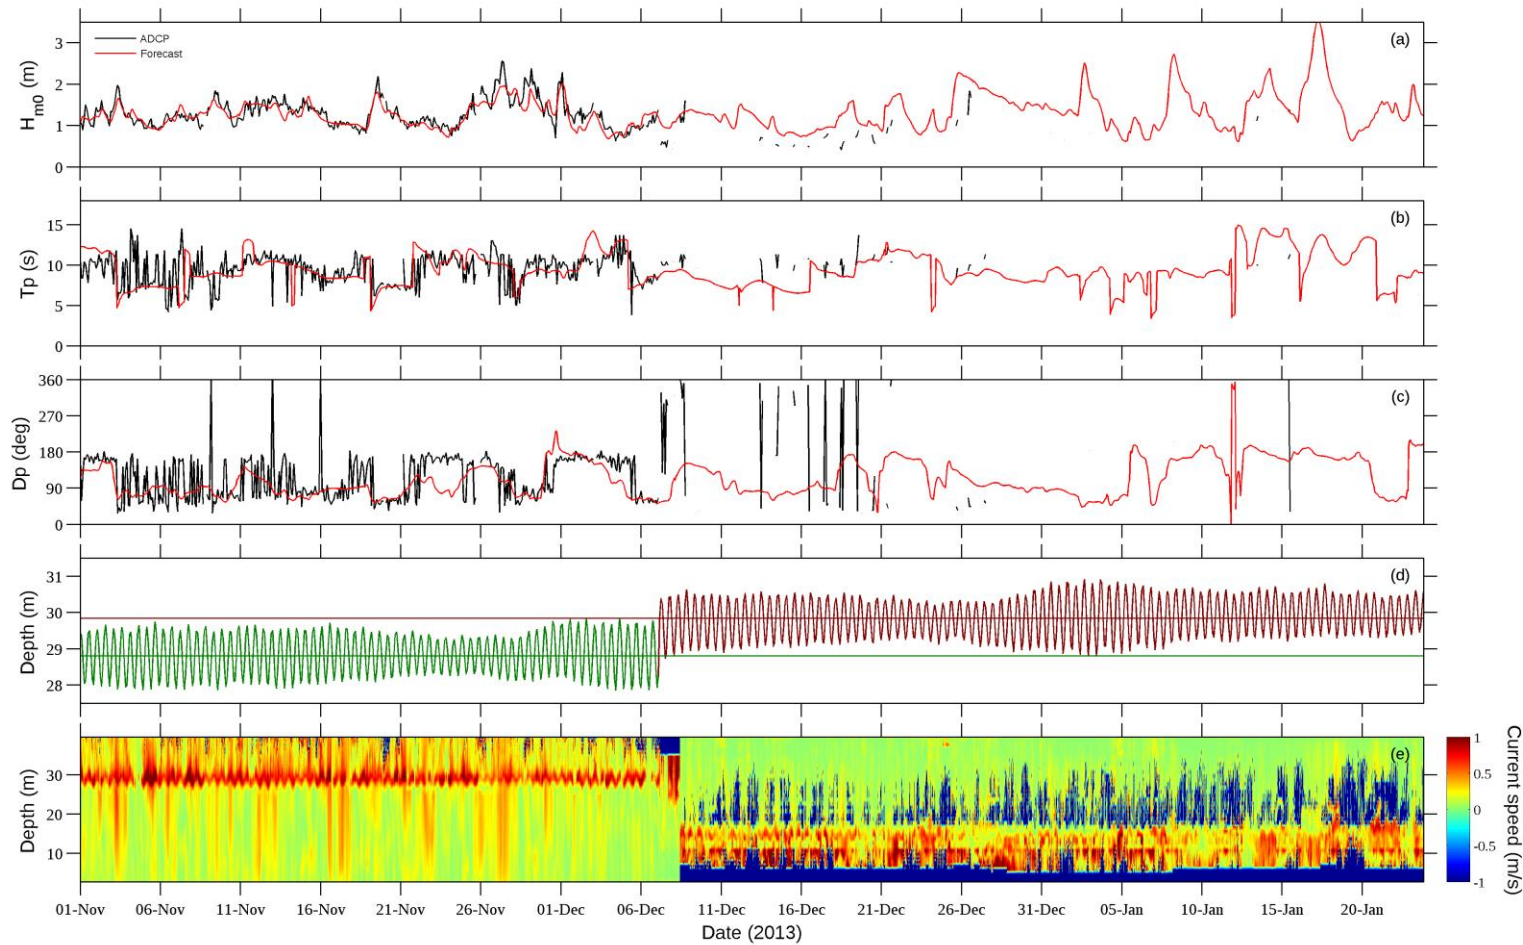 ADCP
Forecast
(a)
3
2
1
0
H_m0 (m)
(b)
15
10
5
0
Tp (s)
(c)
360
270
180
90
0
Dp (deg)
(d)
31
30
29
28
Depth (m)
(e)
30
20
10
Depth (m)
1
0.5
0
-0.5
-1
Current speed (m/s)
01-Nov 06-Nov 11-Nov 16-Nov 21-Nov 26-Nov 01-Dec 06-Dec 11-Dec 16-Dec 21-Dec 26-Dec 31-Dec 05-Jan 10-Jan 15-Jan 20-Jan
Date (2013)